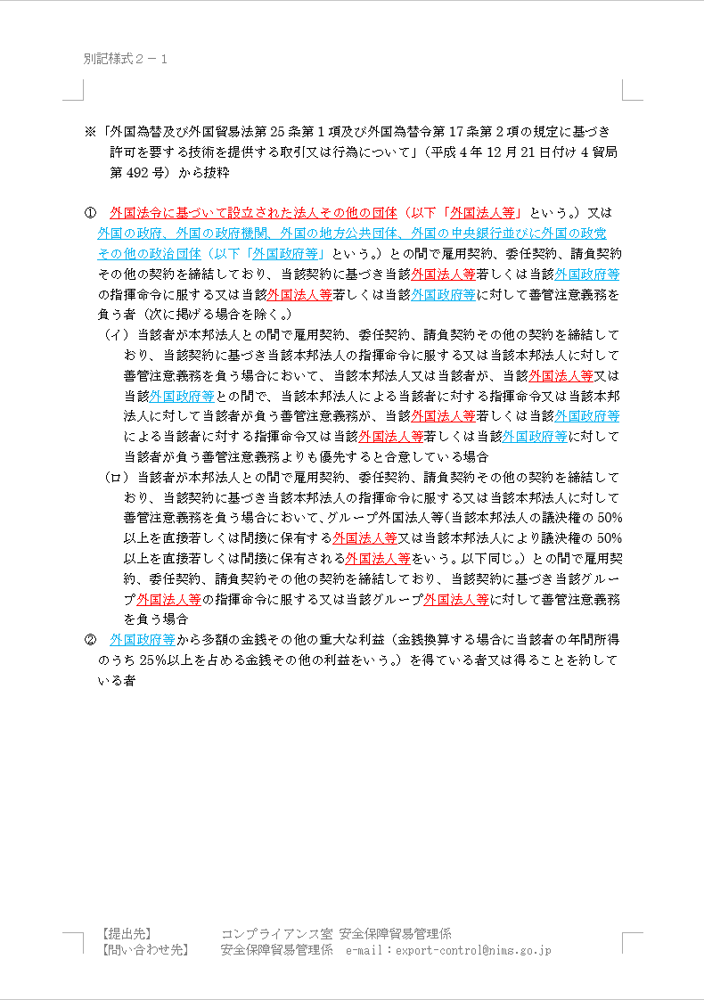 別記様式２－１
※「外国為替及び外国貿易法第 25 条第 1 項及び外国為替令第 17 条第 2 項の規定に基づき
許可を要する技術を提供する取引又は行為について」（平成 4 年 12 月 21 日付け 4 貿局
第 492 号）から抜粋
①　外国法令に基づいて設立された法人その他の団体（以下「外国法人等」という。）又は
外国の政府、外国の政府機関、外国の地方公共団体、外国の中央銀行並びに外国の政党
その他の政治団体（以下「外国政府等」という。）との間で雇用契約、委任契約、請負契約
その他の契約を締結しており、当該契約に基づき当該外国法人等若しくは当該外国政府等
の指揮命令に服する又は当該外国法人等若しくは当該外国政府等に対して善管注意義務を
負う者（次に掲げる場合を除く。）
（イ）当該者が本邦法人との間で雇用契約、委任契約、請負契約その他の契約を締結して
おり、当該契約に基づき当該本邦法人の指揮命令に服する又は当該本邦法人に対して
善管注意義務を負う場合において、当該本邦法人又は当該者が、当該外国法人等又は
当該外国政府等との間で、当該本邦法人による当該者に対する指揮命令又は当該本邦
法人に対して当該者が負う善管注意義務が、当該外国法人等若しくは当該外国政府等
による当該者に対する指揮命令又は当該外国法人等若しくは当該外国政府等に対して
当該者が負う善管注意義務よりも優先すると合意している場合
（ロ）当該者が本邦法人との間で雇用契約、委任契約、請負契約その他の契約を締結して
おり、当該契約に基づき当該本邦法人の指揮命令に服する又は当該本邦法人に対して
善管注意義務を負う場合において、グループ外国法人等（当該本邦法人の議決権の 50%
以上を直接若しくは間接に保有する外国法人等又は当該本邦法人により議決権の 50%
以上を直接若しくは間接に保有される外国法人等をいう。以下同じ。）との間で雇用契
約、委任契約、請負契約その他の契約を締結しており、当該契約に基づき当該グルー
プ外国法人等の指揮命令に服する又は当該グループ外国法人等に対して善管注意義務
を負う場合
②　外国政府等から多額の金銭その他の重大な利益（金銭換算する場合に当該者の年間所得
のうち 25％以上を占める金銭その他の利益をいう。）を得ている者又は得ることを約して
いる者
【提出先】　コンプライアンス室 安全保障貿易管理係
【問い合わせ先】　安全保障貿易管理係　e-mail：export-control@nims.go.jp